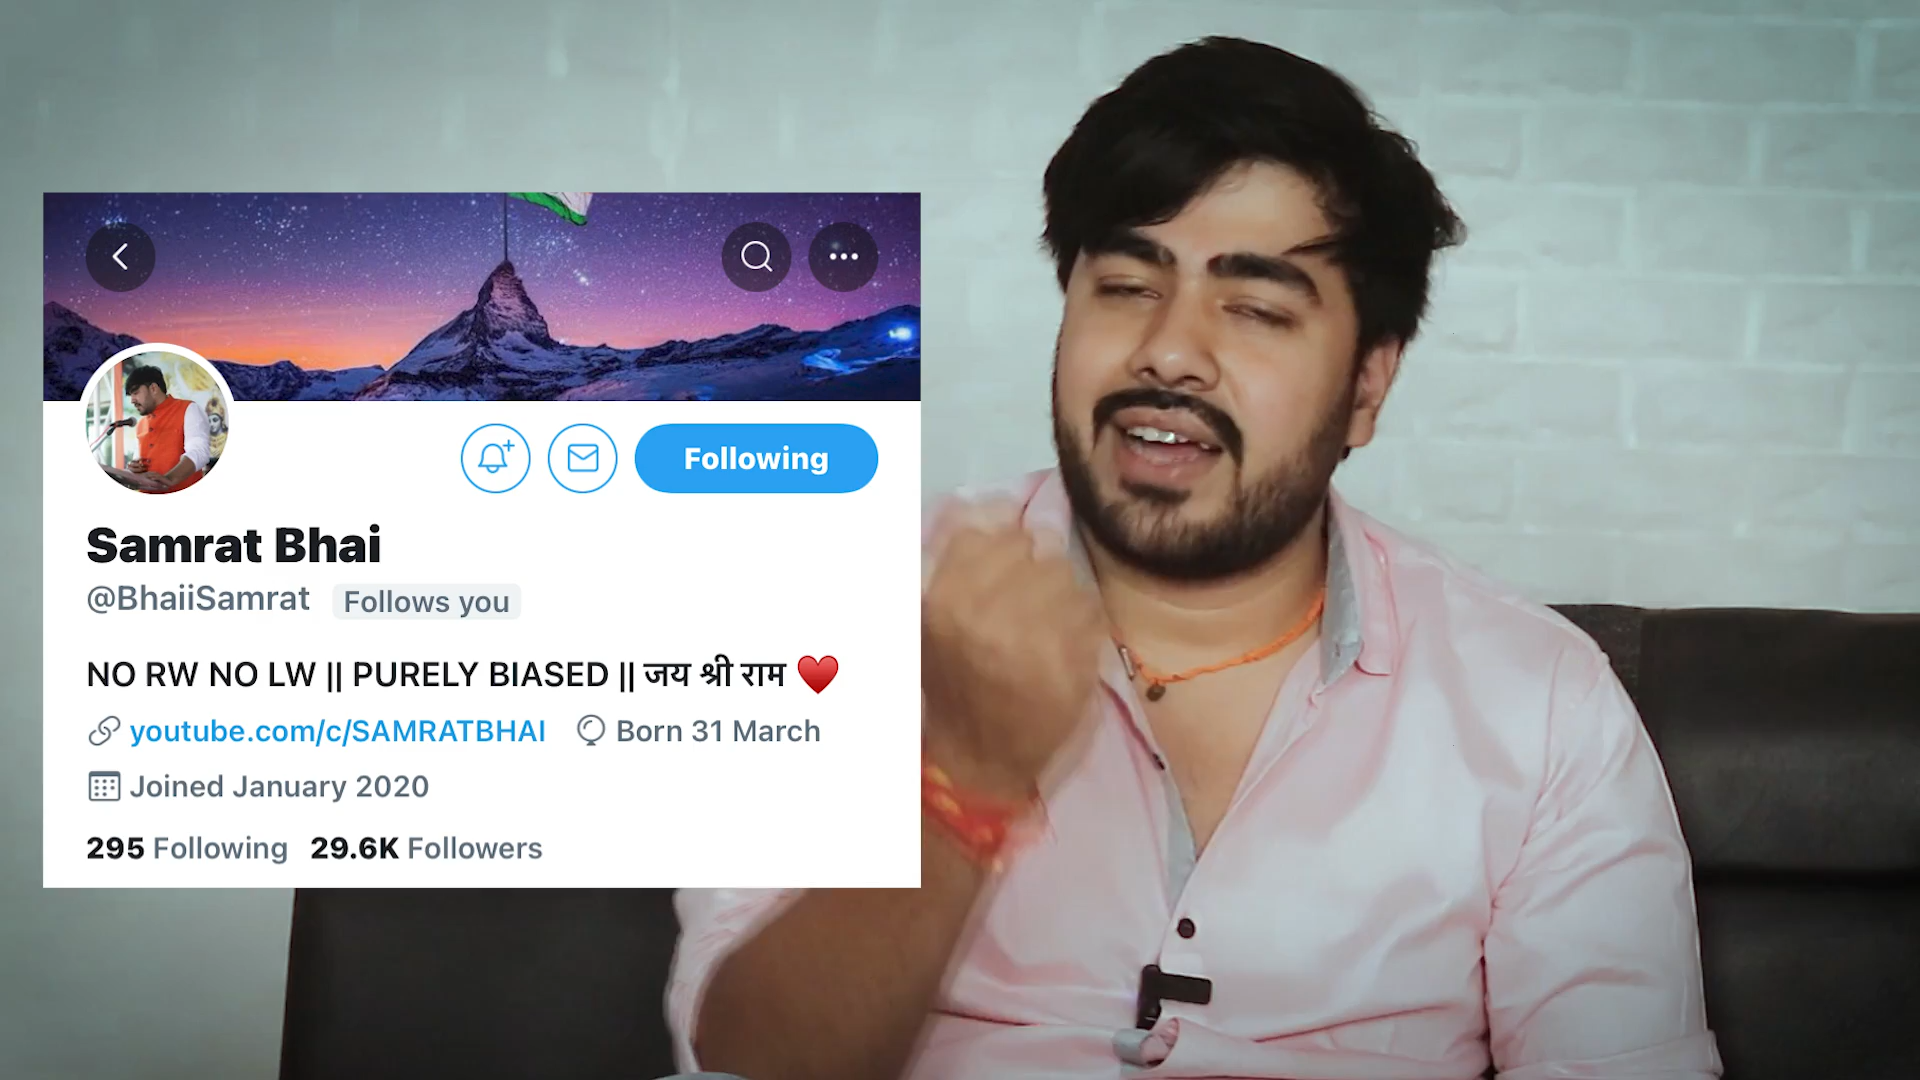 Following
Samrat Bhai
@BhaiiSamrat Follows you
NO RW NO LW || PURELY BIASED || जय श्री राम ♥️
youtube.com/c/SAMRATBHAI Born 31 March
Joined January 2020
295 Following 29.6K Followers